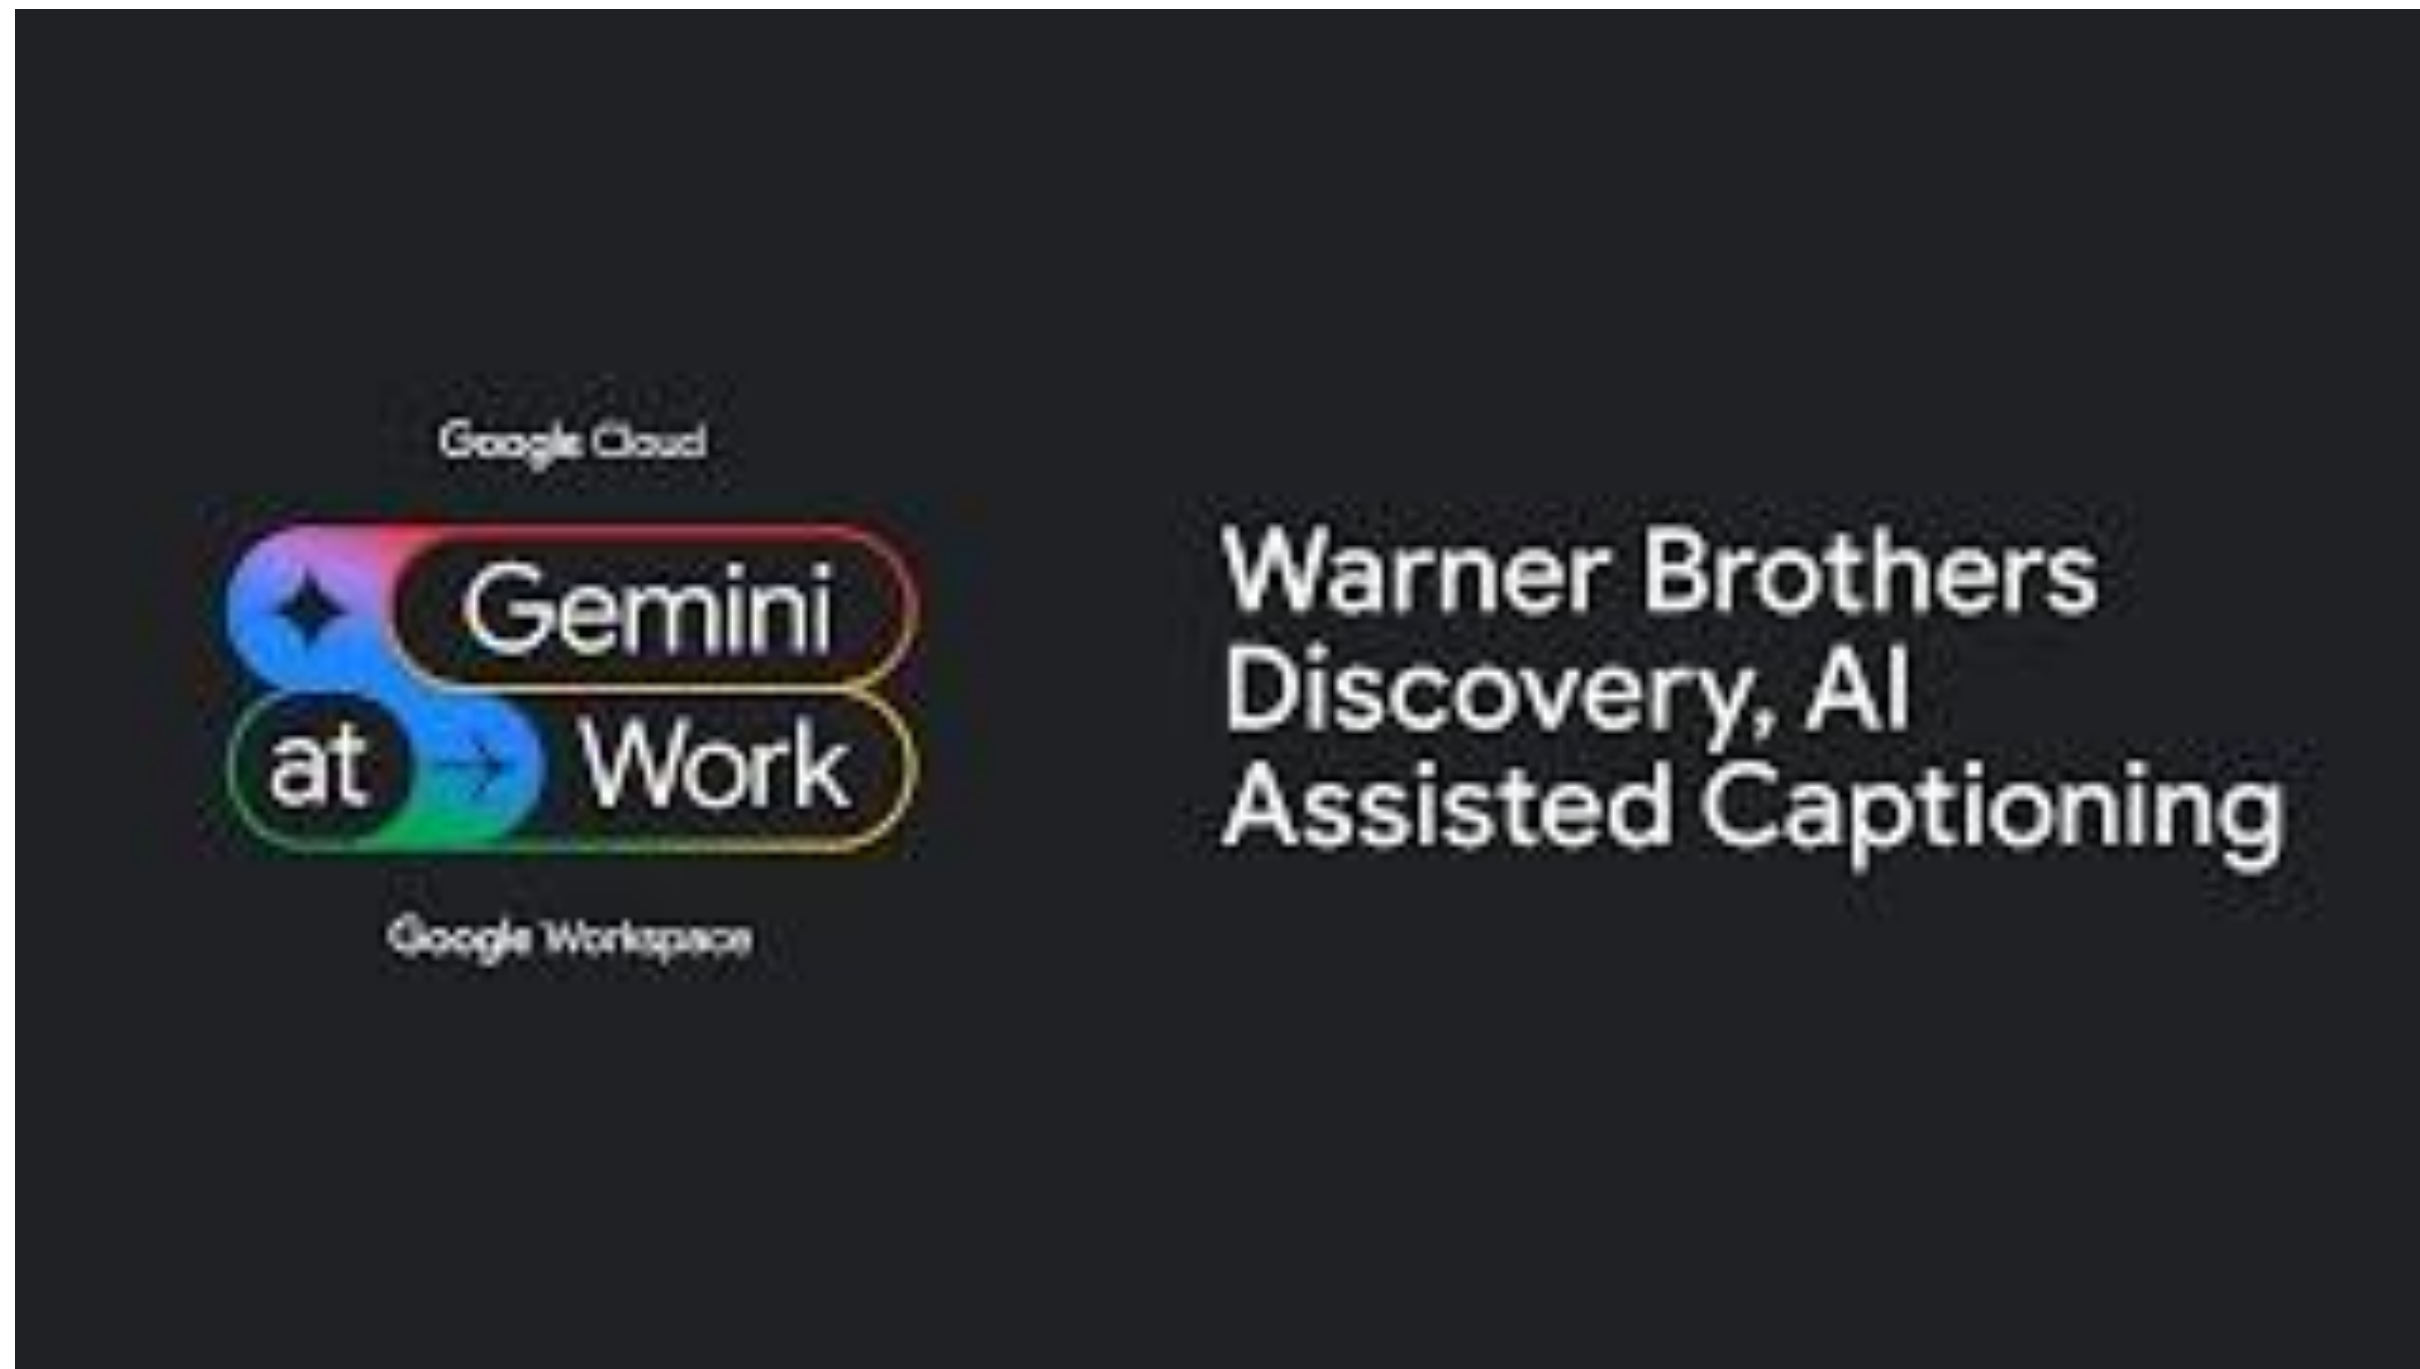 Google Cloud
Gemini
at Work
Google Workspace
Warner Brothers
Discovery, AI
Assisted Captioning